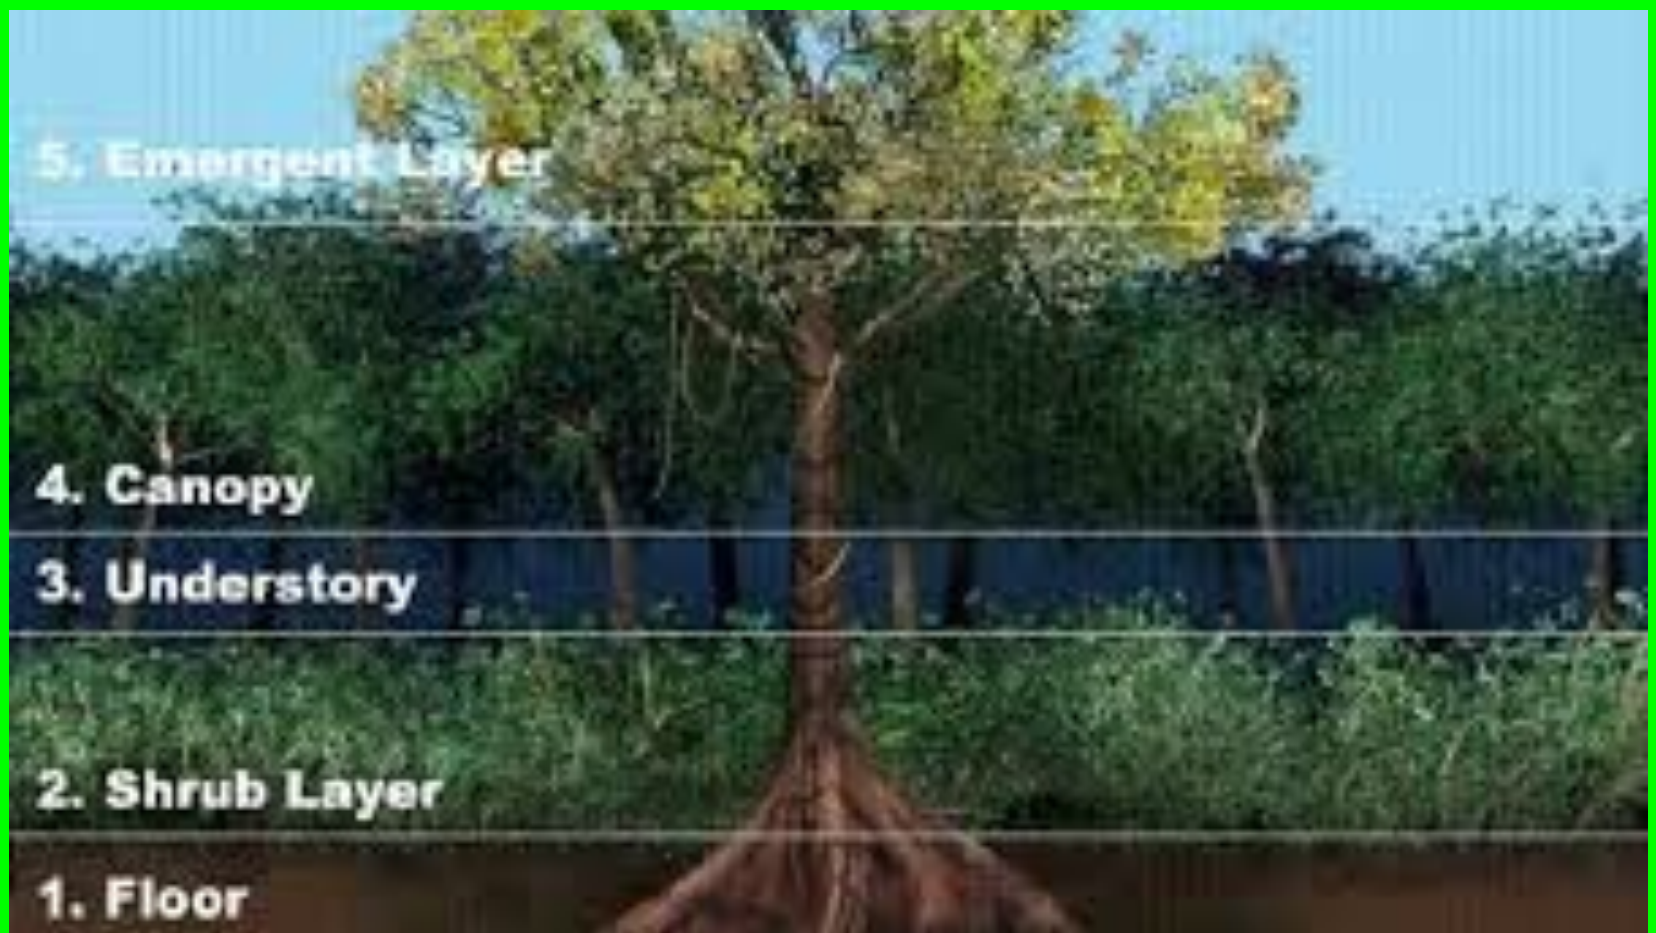 5. Emergent Layer
4. Canopy
3. Understory
2. Shrub Layer
1. Floor